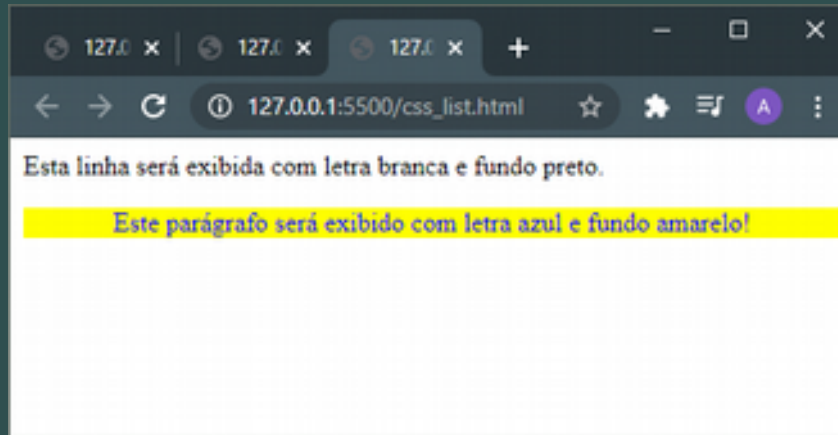 127.0
127.0
127.0
127.0.0.1:5500/css_list.html
A
Esta linha será exibida com letra branca e fundo preto.
Este parágrafo será exibido com letra azul e fundo amarelo!